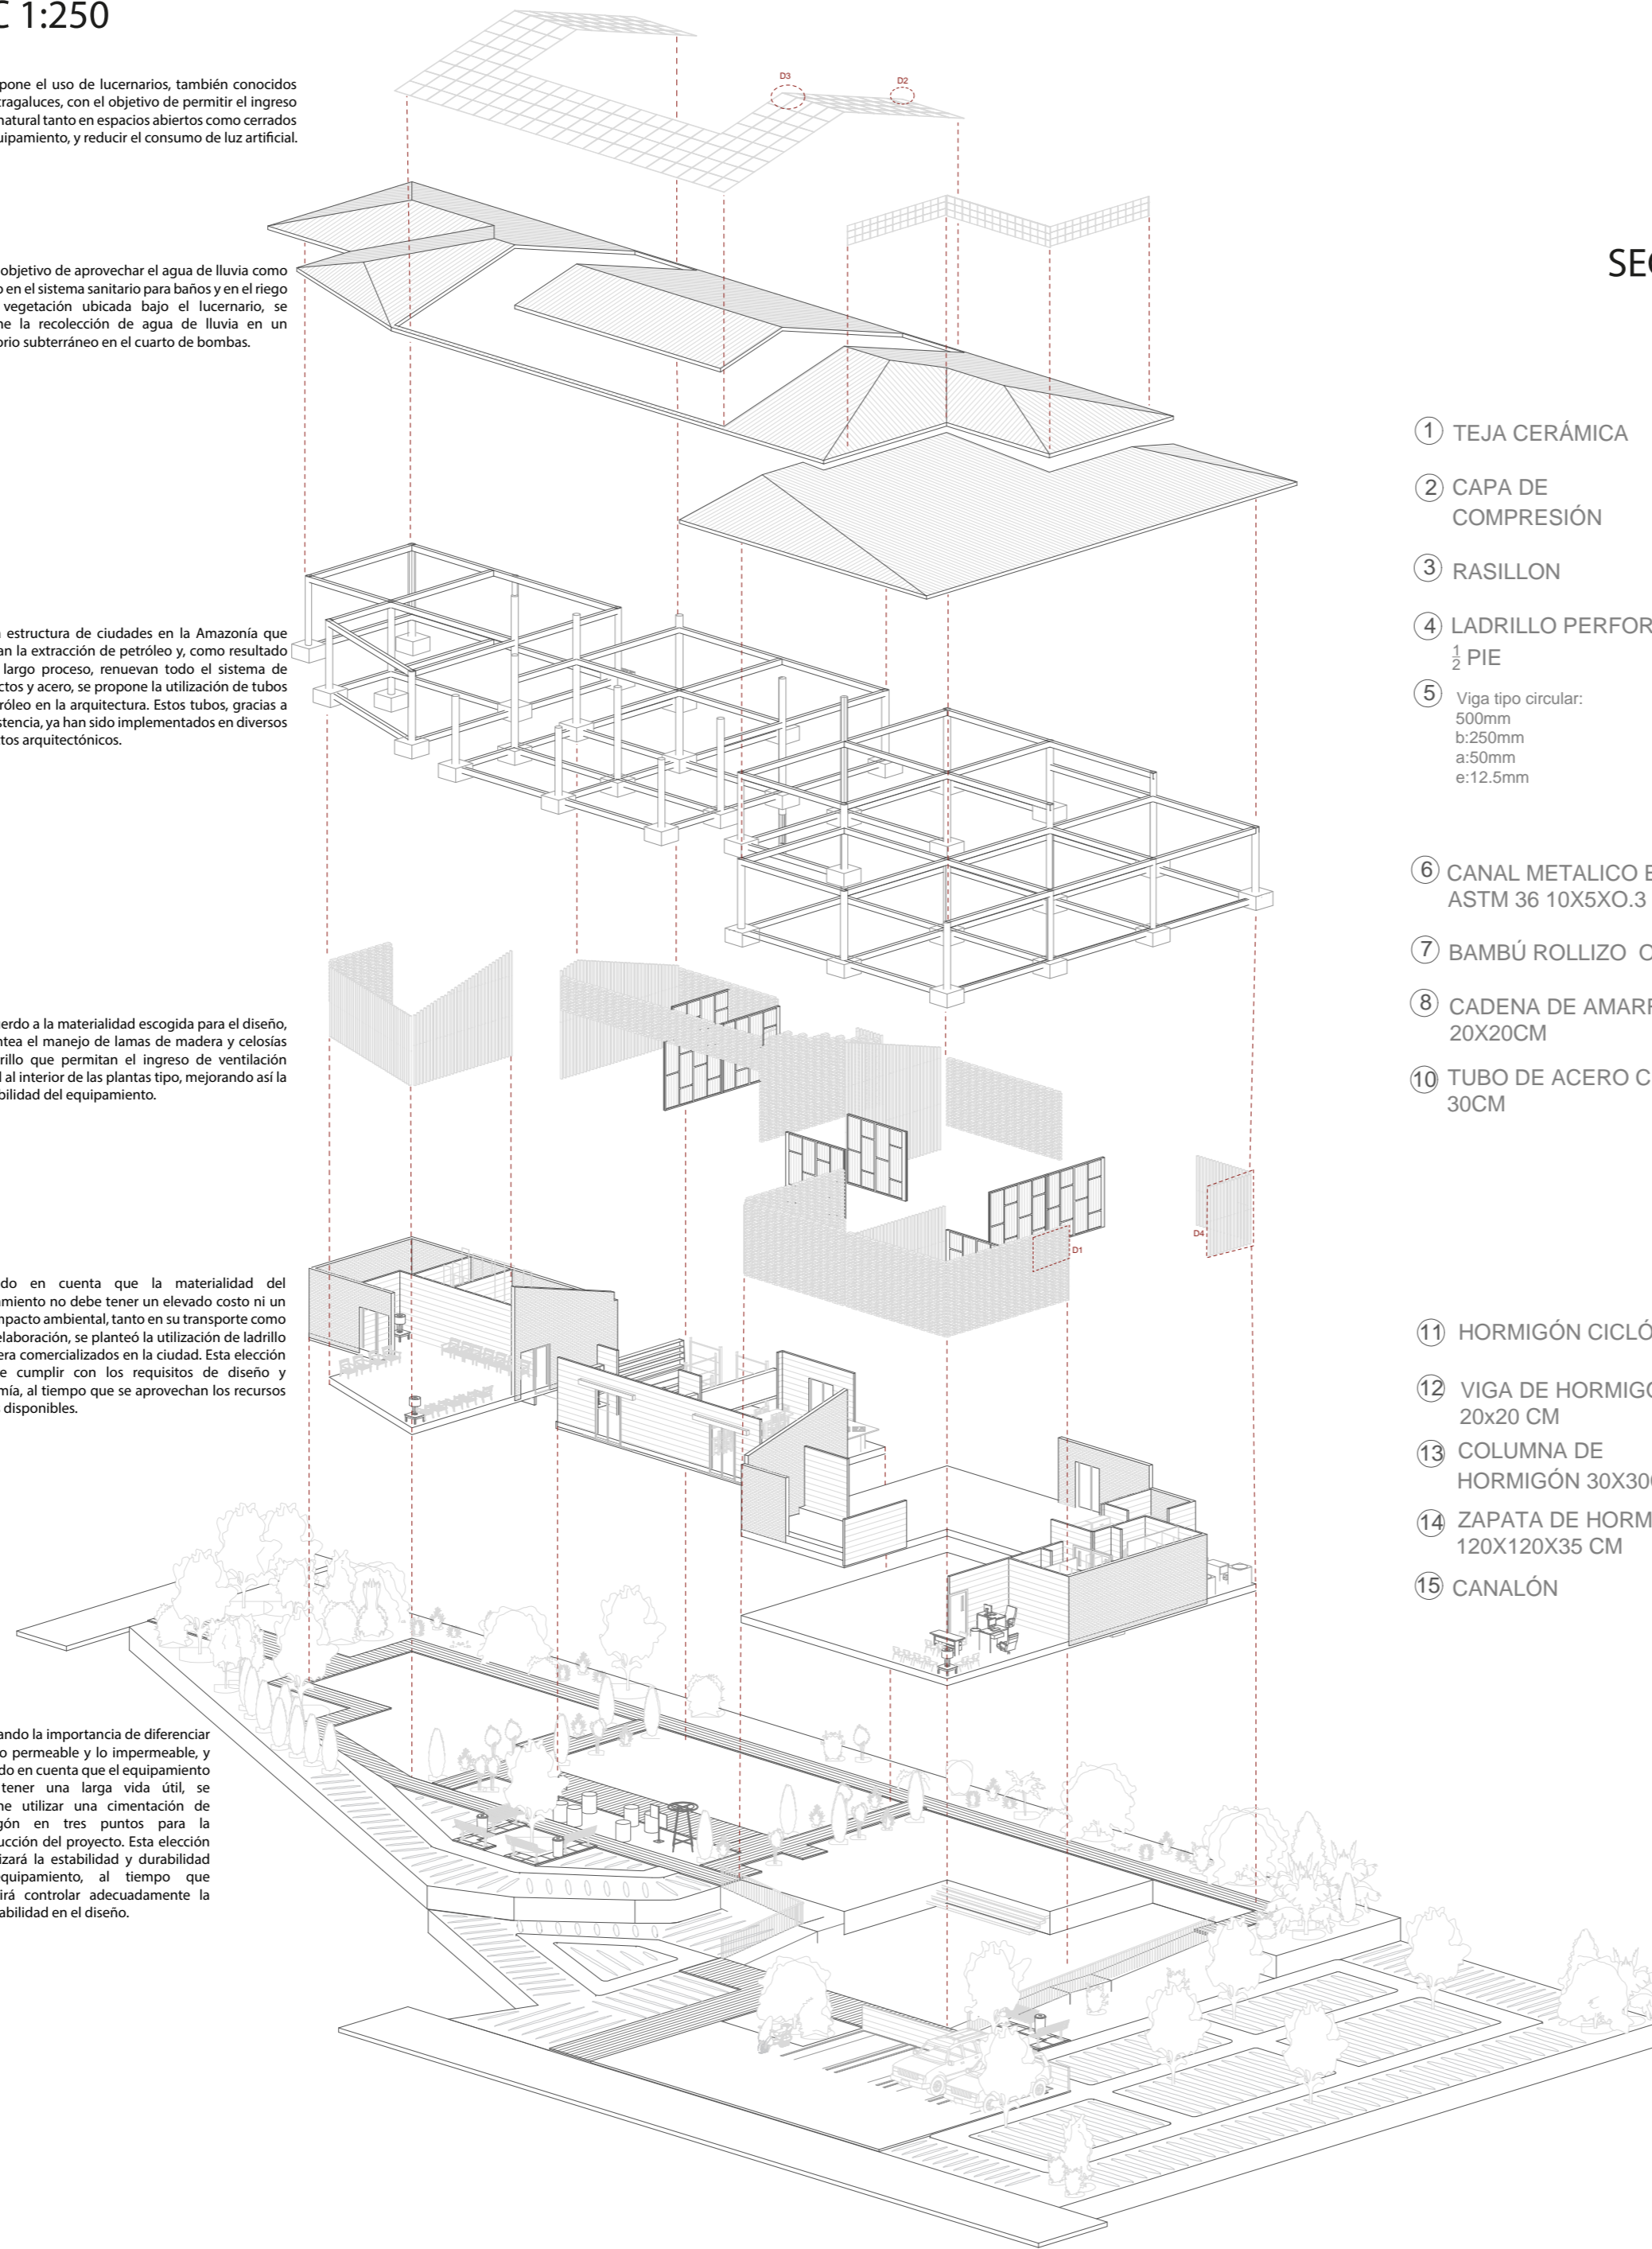 C 1:250
pone el uso de lucernarios, también conocidos
tragaluces, con el objetivo de permitir el ingreso
natural tanto en espacios abiertos como cerrados
uipamiento, y reducir el consumo de luz artificial.
objetivo de aprovechar el agua de lluvia como
o en el sistema sanitario para baños y en el riego
vegetación ubicada bajo el lucernario, se
ne la recolección de agua de lluvia en un
orio subterráneo en el cuarto de bombas.
a estructura de ciudades en la Amazonía que
an la extracción de petróleo y, como resultado
largo proceso, renuevan todo el sistema de
ctos y acero, se propone la utilización de tubos
tróleo en la arquitectura. Estos tubos, gracias a
stencia, ya han sido implementados en diversos
tos arquitectónicos.
uerdo a la materialidad escogida para el diseño,
ntea el manejo de lamas de madera y celosías
rillo que permitan el ingreso de ventilación
l al interior de las plantas tipo, mejorando así la
bilidad del equipamiento.
do en cuenta que la materialidad del
amiento no debe tener un elevado costo ni un
mpacto ambiental, tanto en su transporte como
elaboración, se planteó la utilización de ladrillo
era comercializados en la ciudad. Esta elección
e cumplir con los requisitos de diseño y
mía, al tiempo que se aprovechan los recursos
s disponibles.
ando la importancia de diferenciar
o permeable y lo impermeable, y
do en cuenta que el equipamiento
tener una larga vida útil, se
ne utilizar una cimentación de
gón en tres puntos para la
ucción del proyecto. Esta elección
izará la estabilidad y durabilidad
equipamiento, al tiempo que
irá controlar adecuadamente la
abilidad en el diseño.
D3
D2
D4
D1
SEC
1 TEJA CERÁMICA
2 CAPA DE
COMPRESIÓN
3 RASILLON
4 LADRILLO PERFOR
1/2 PIE
5 Viga tipo circular:
500mm
b:250mm
a:50mm
e:12.5mm
6 CANAL METALICO E
ASTM 36 10X5XO.3
7 BAMBÚ ROLLIZO C
8 CADENA DE AMARR
20X20CM
10 TUBO DE ACERO C
30CM
11 HORMIGÓN CICLÓ
12 VIGA DE HORMIGÓ
20x20 CM
13 COLUMNA DE
HORMIGÓN 30X30C
14 ZAPATA DE HORM
120X120X35 CM
15 CANALÓN